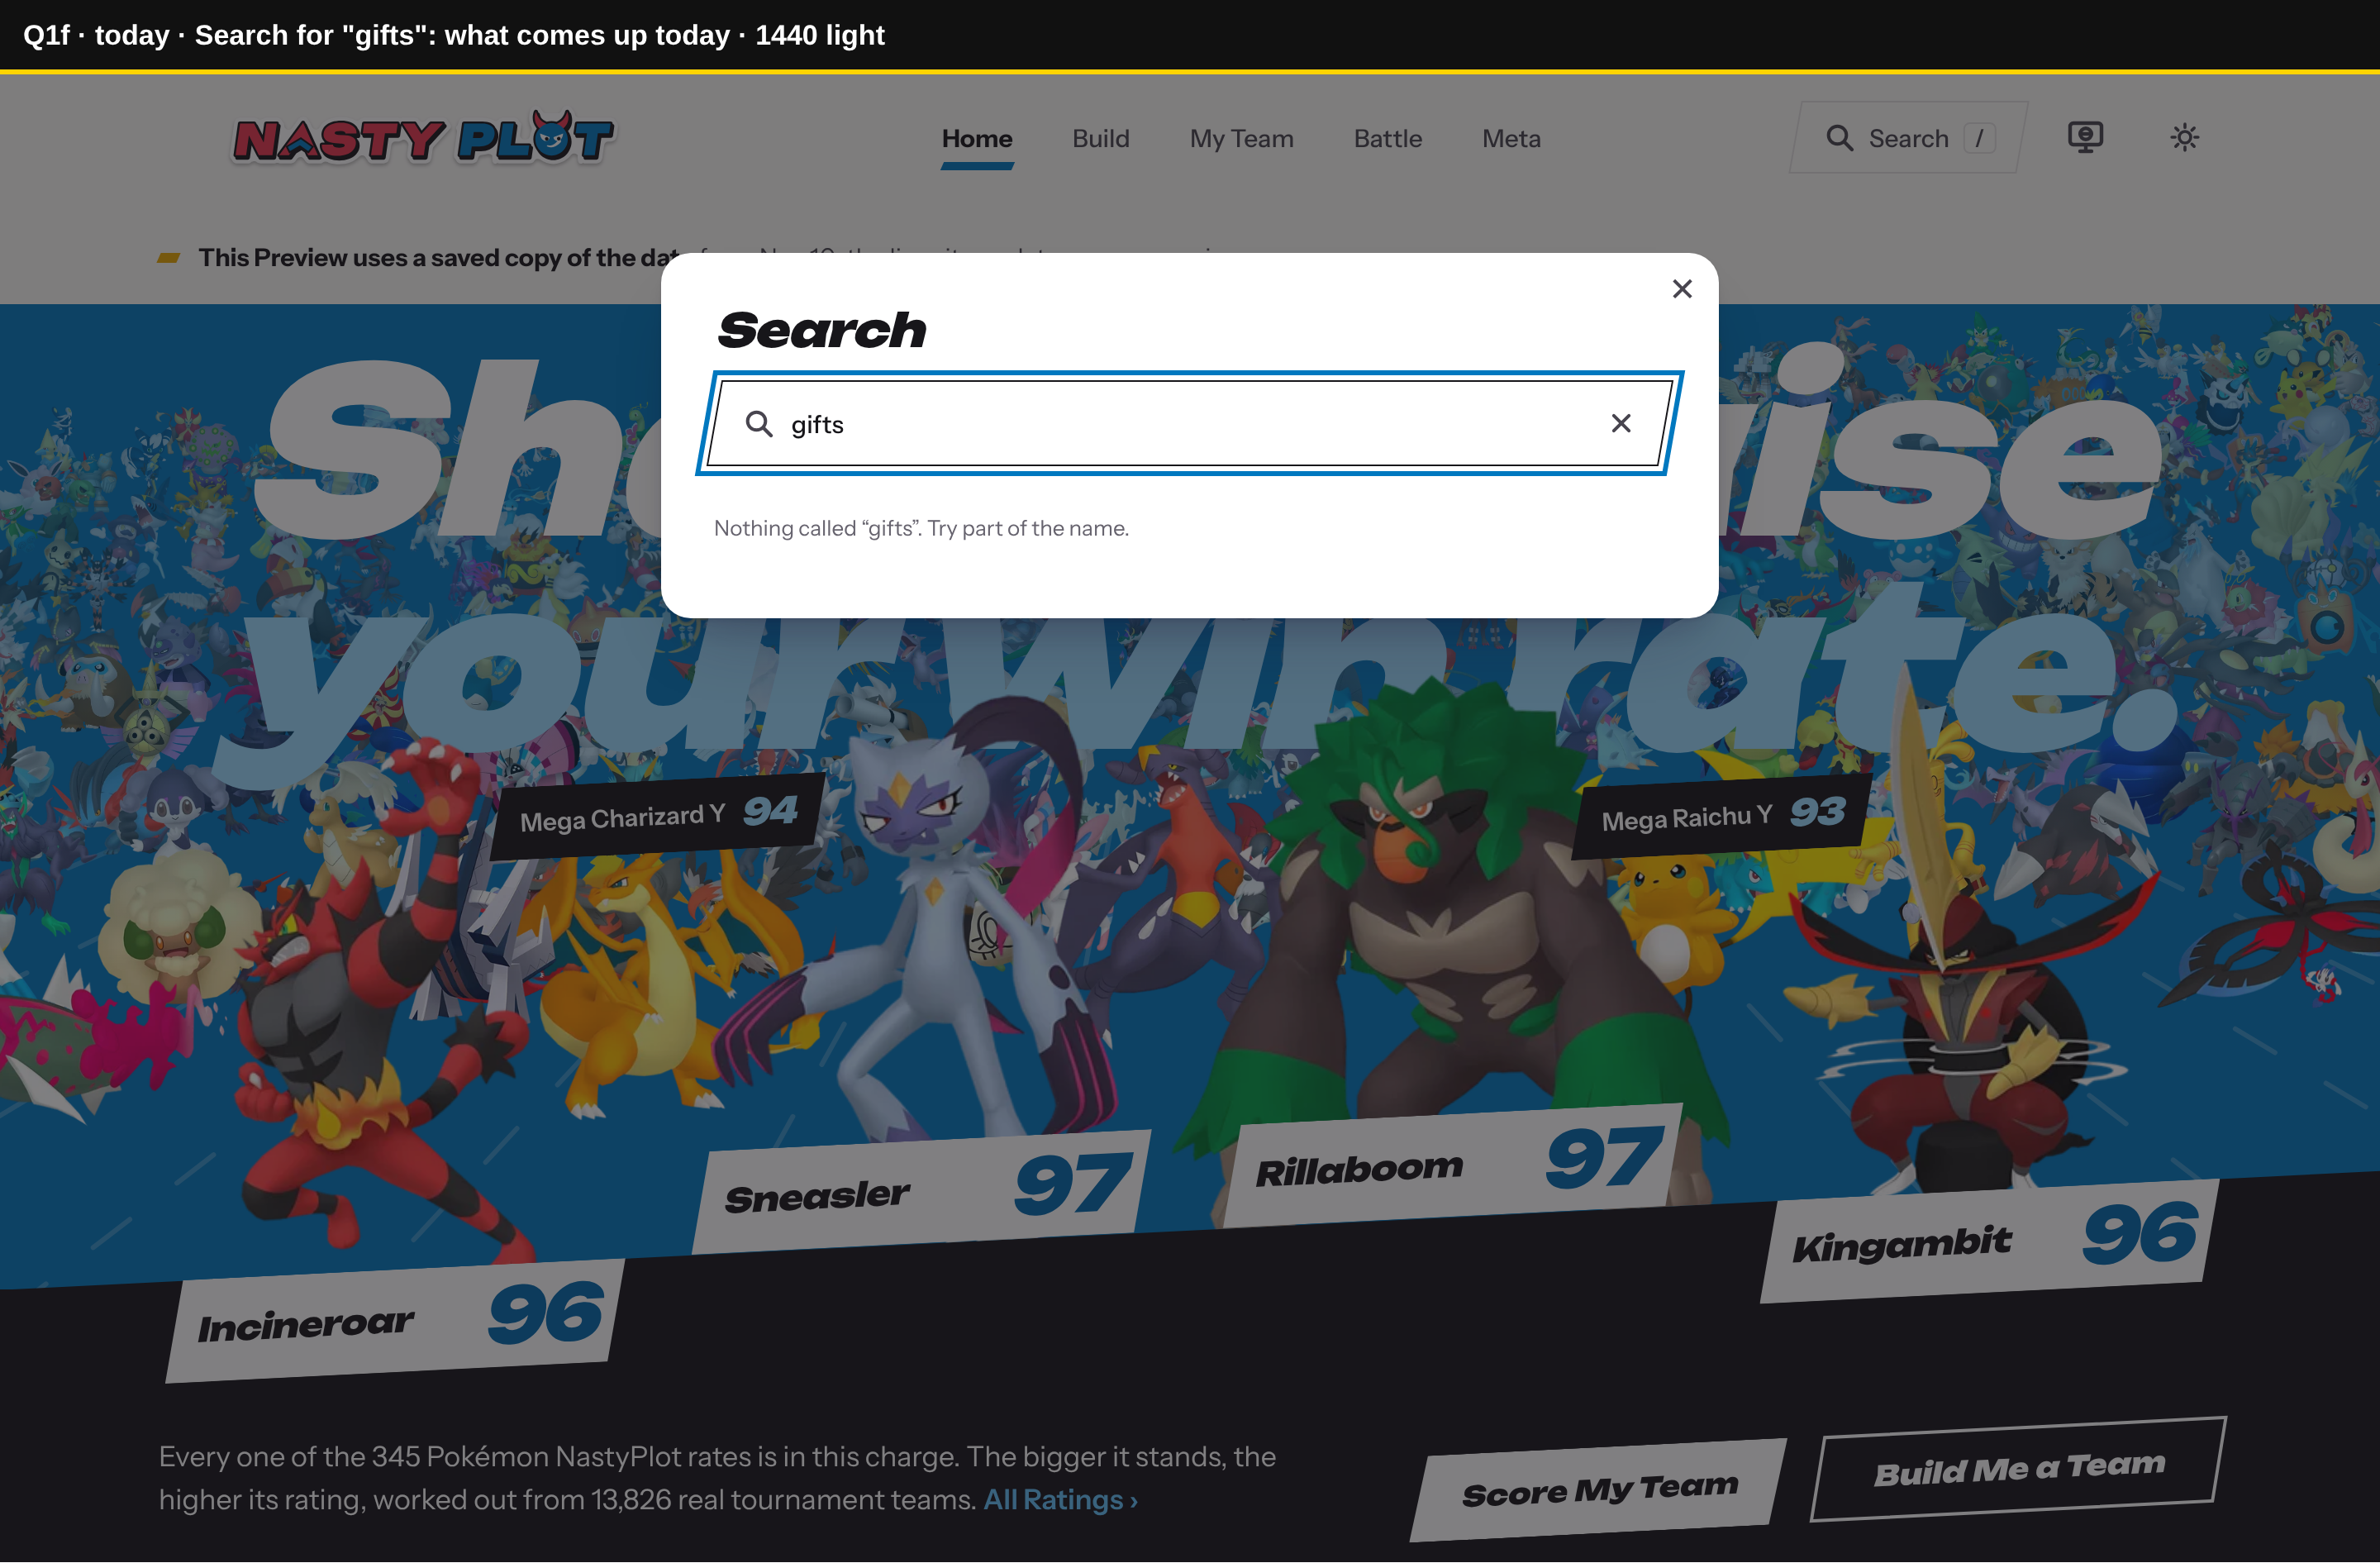 Q1f · today · Search for "gifts": what comes up today · 1440 light
NASTY PLOT
Home
Build
My Team
Battle
Meta
Search /
This Preview uses a saved copy of the dat
Search
gifts
Nothing called “gifts”. Try part of the name.
your win rate.
Mega Charizard Y 94
Mega Raichu Y 93
Sneasler 97
Rillaboom 97
Kingambit 96
Incineroar 96
Every one of the 345 Pokémon NastyPlot rates is in this charge. The bigger it stands, the
higher its rating, worked out from 13,826 real tournament teams. All Ratings ›
Score My Team
Build Me a Team